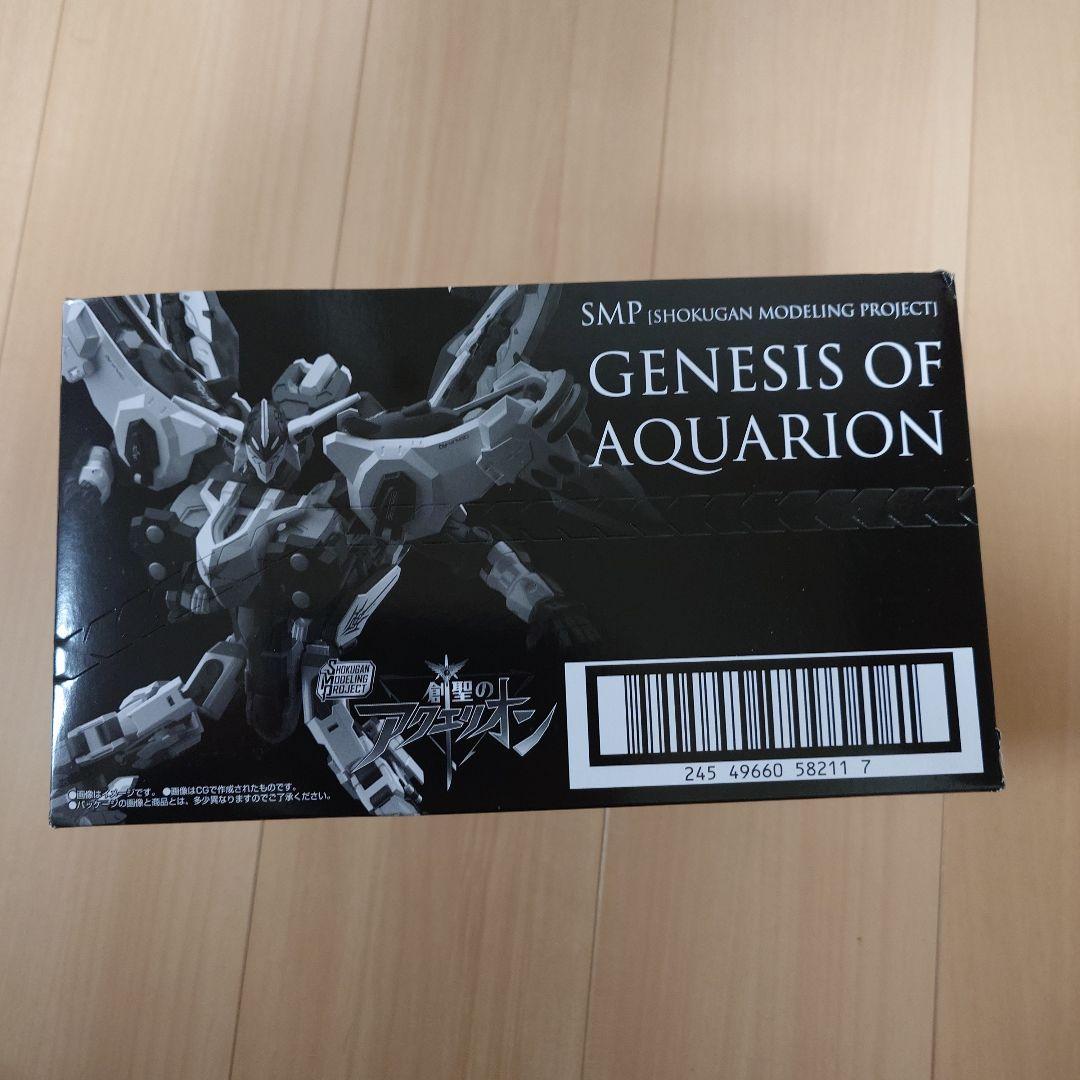 SMP [SHOKUGAN MODELING PROJECT]
GENESIS OF
AQUARION
SHOKUGAN
MODELING
PROJECT
創聖の
アクエリオン
245 49660 58211 7
●画像はイメージです。 ●画像はCGで作成されたものです。
●パッケージの画像と商品とは、多少異なりますのでご了承ください。